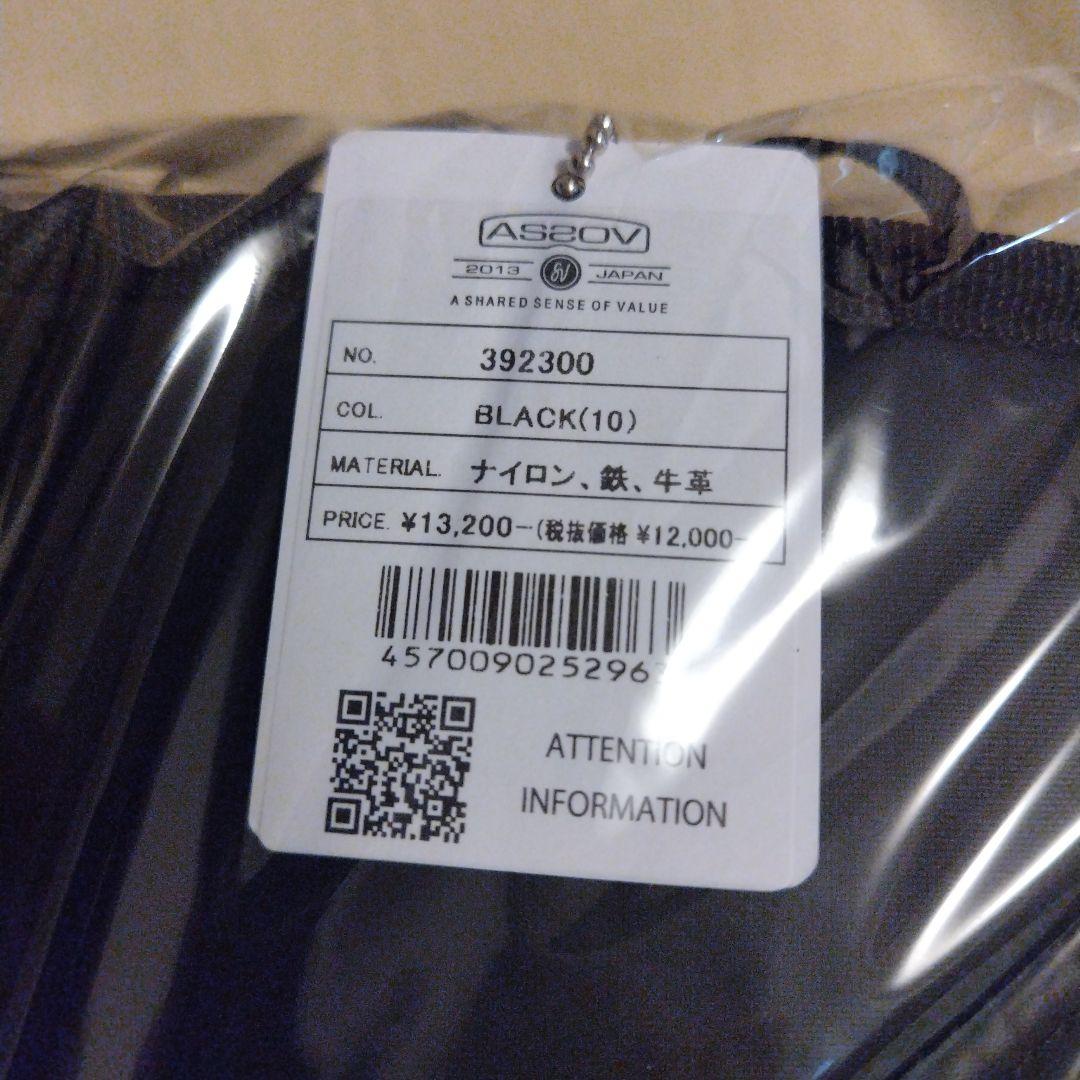 ASSOV
2013 JAPAN
A SHARED SENSE OF VALUE
NO. 392300
COL. BLACK(10)
MATERIAL. ナイロン、鉄、牛革
PRICE. ¥13,200-(税抜価格 ¥12,000-
457009025296
ATTENTION
INFORMATION